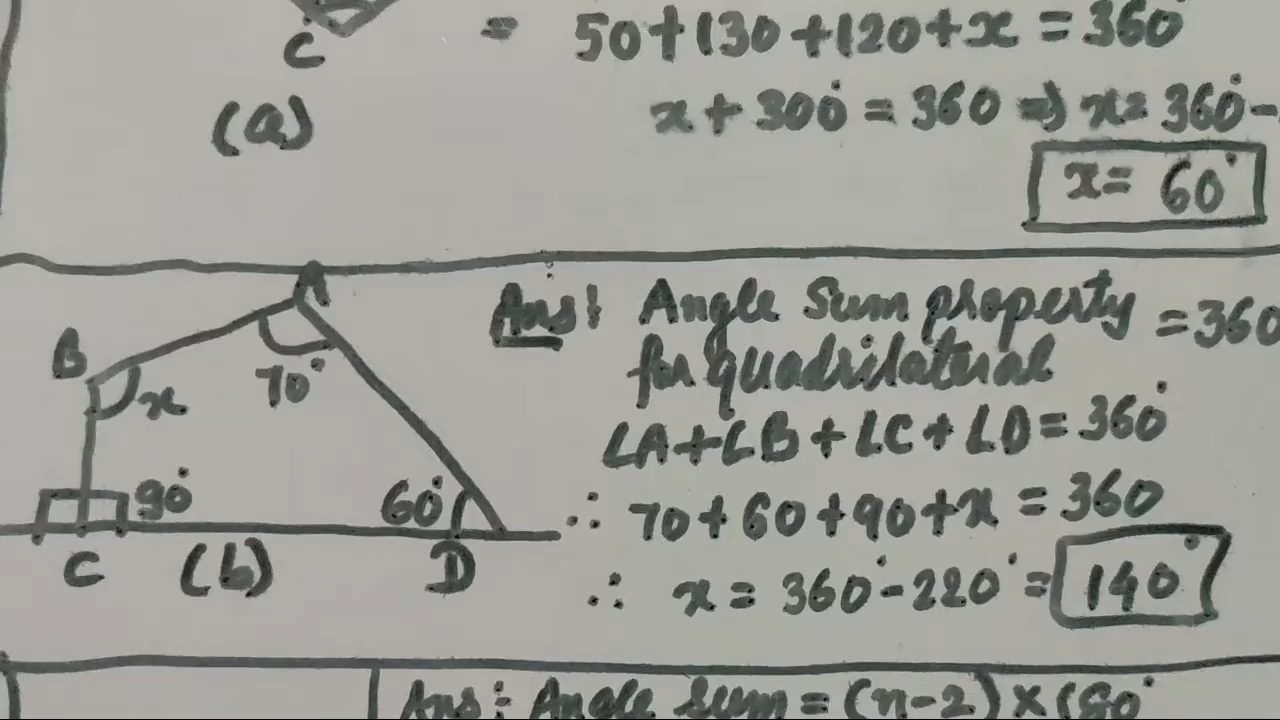 C
= 50+130+120+x = 360°
(a)
x + 300° = 360 ⇒ x = 360° -
x = 60°
A
B
x
70°
90°
60°
C
(b)
D
Ans: Angle Sum property = 360
for quadrilateral
∠A+∠B+∠C+∠D = 360°
∴ 70+60+90+x = 360
∴ x = 360° - 220° = 140°
Ans: Angle sum = (n-2)×180°